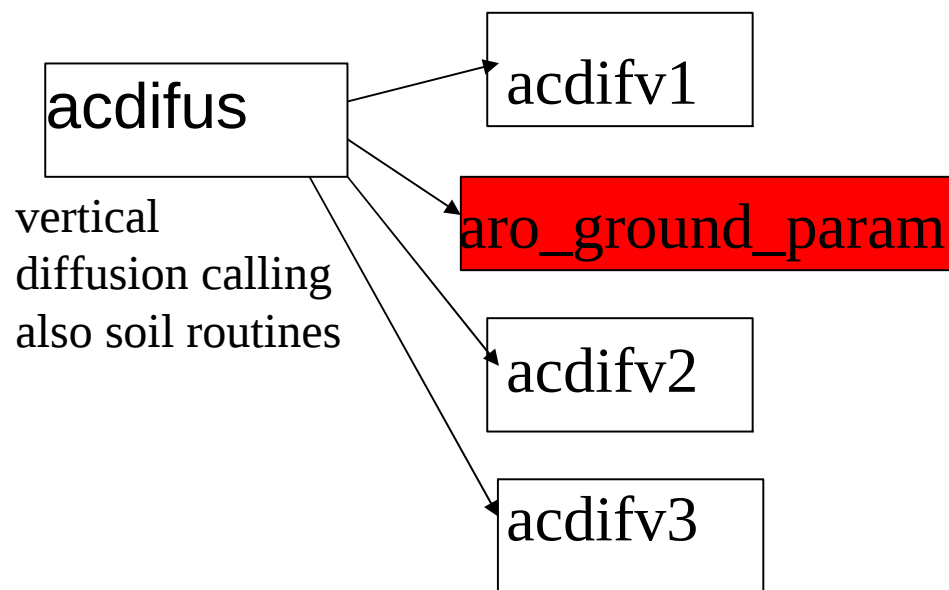 acdifus
vertical
diffusion calling
also soil routines
acdifv1
aro_ground_param
acdifv2
acdifv3